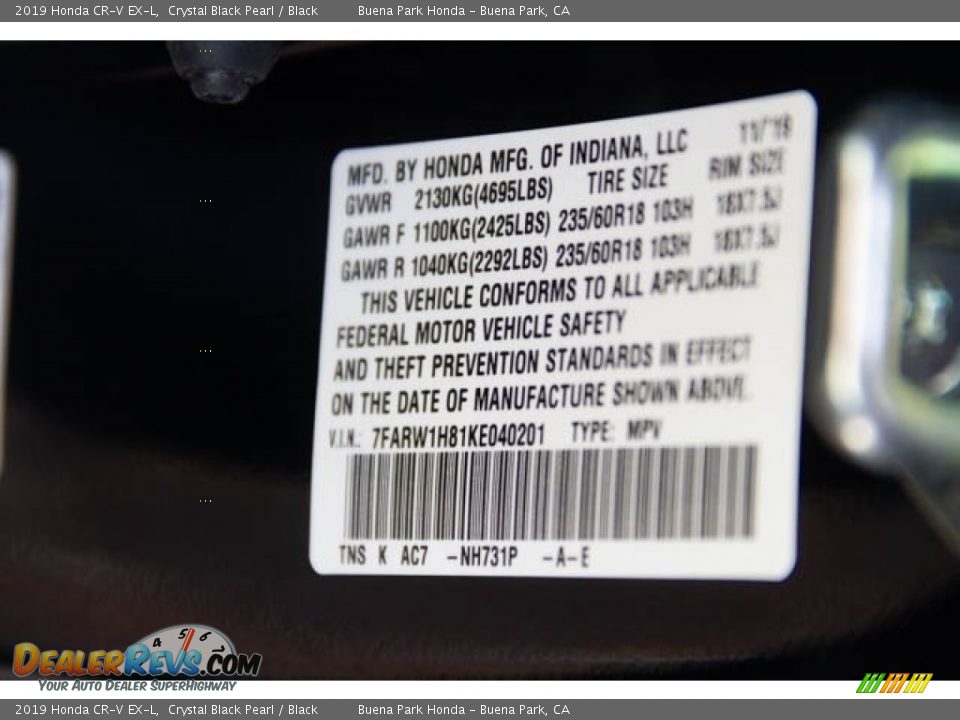 2019 Honda CR-V EX-L, Crystal Black Pearl / Black Buena Park Honda - Buena Park, CA
11/'18
MFD. BY HONDA MFG. OF INDIANA, LLC
GVWR 2130KG(4695LBS) TIRE SIZE RIM SIZE
GAWR F 1100KG(2425LBS) 235/60R18 103H 18X7.5J
GAWR R 1040KG(2292LBS) 235/60R18 103H 18X7.5J
THIS VEHICLE CONFORMS TO ALL APPLICABLE
FEDERAL MOTOR VEHICLE SAFETY
AND THEFT PREVENTION STANDARDS IN EFFECT
ON THE DATE OF MANUFACTURE SHOWN ABOVE.
V.I.N.: 7FARW1H81KE040201 TYPE: MPV
TNS K AC7 -NH731P -A-E
4 5 6
DEALERREVS.COM
YOUR AUTO DEALER SUPERHIGHWAY
2019 Honda CR-V EX-L, Crystal Black Pearl / Black Buena Park Honda - Buena Park, CA